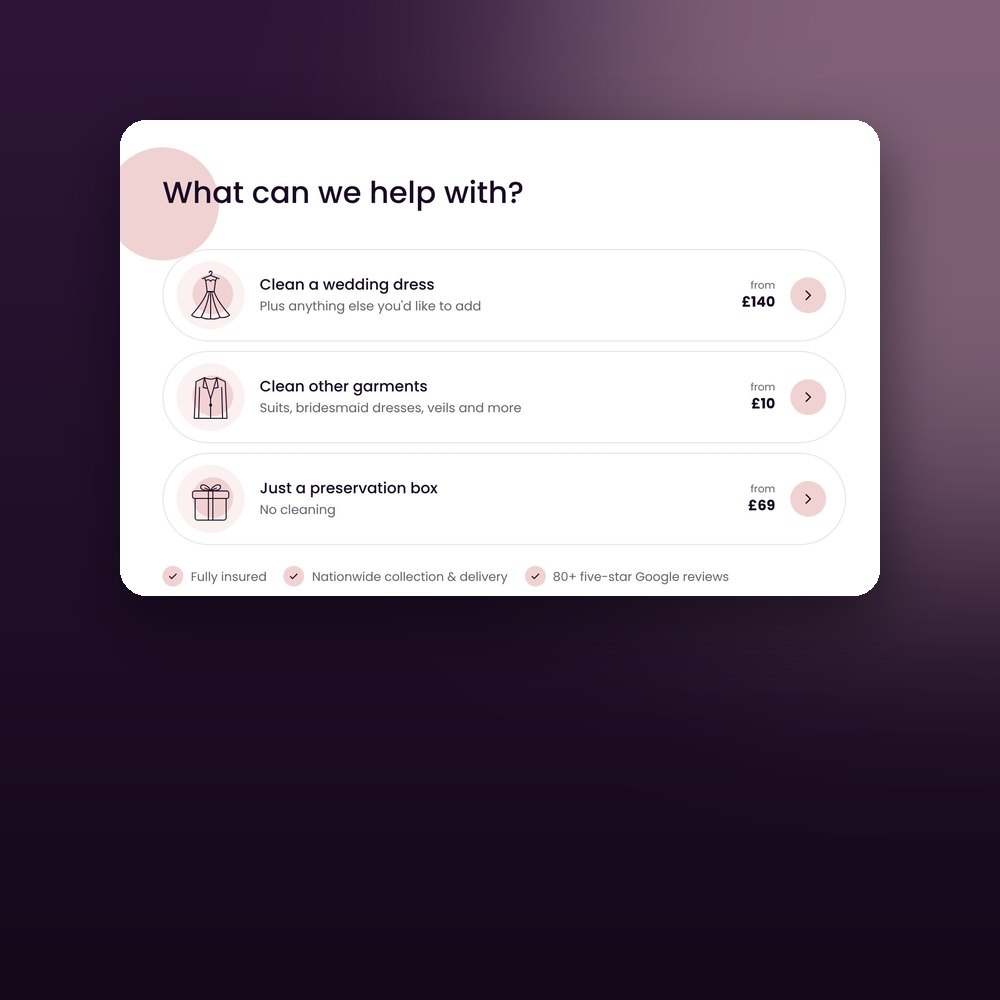 What can we help with?
Clean a wedding dress
Plus anything else you'd like to add
from
£140
Clean other garments
Suits, bridesmaid dresses, veils and more
from
£10
Just a preservation box
No cleaning
from
£69
Fully insured
Nationwide collection & delivery
80+ five-star Google reviews